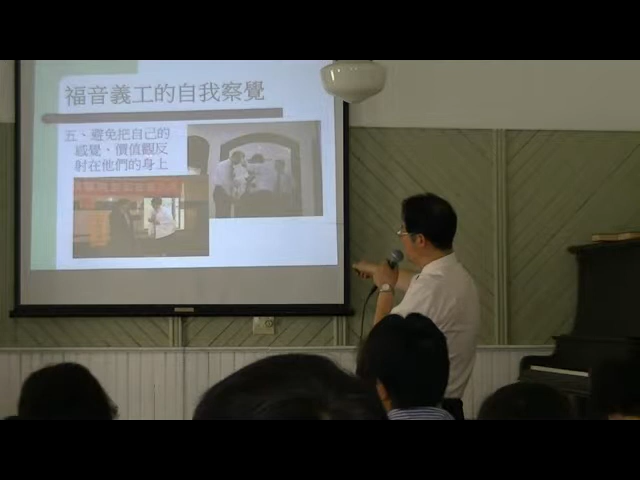 福音義工的自我察覺
五、避免把自己的
感覺、價值觀反
射在他們的身上